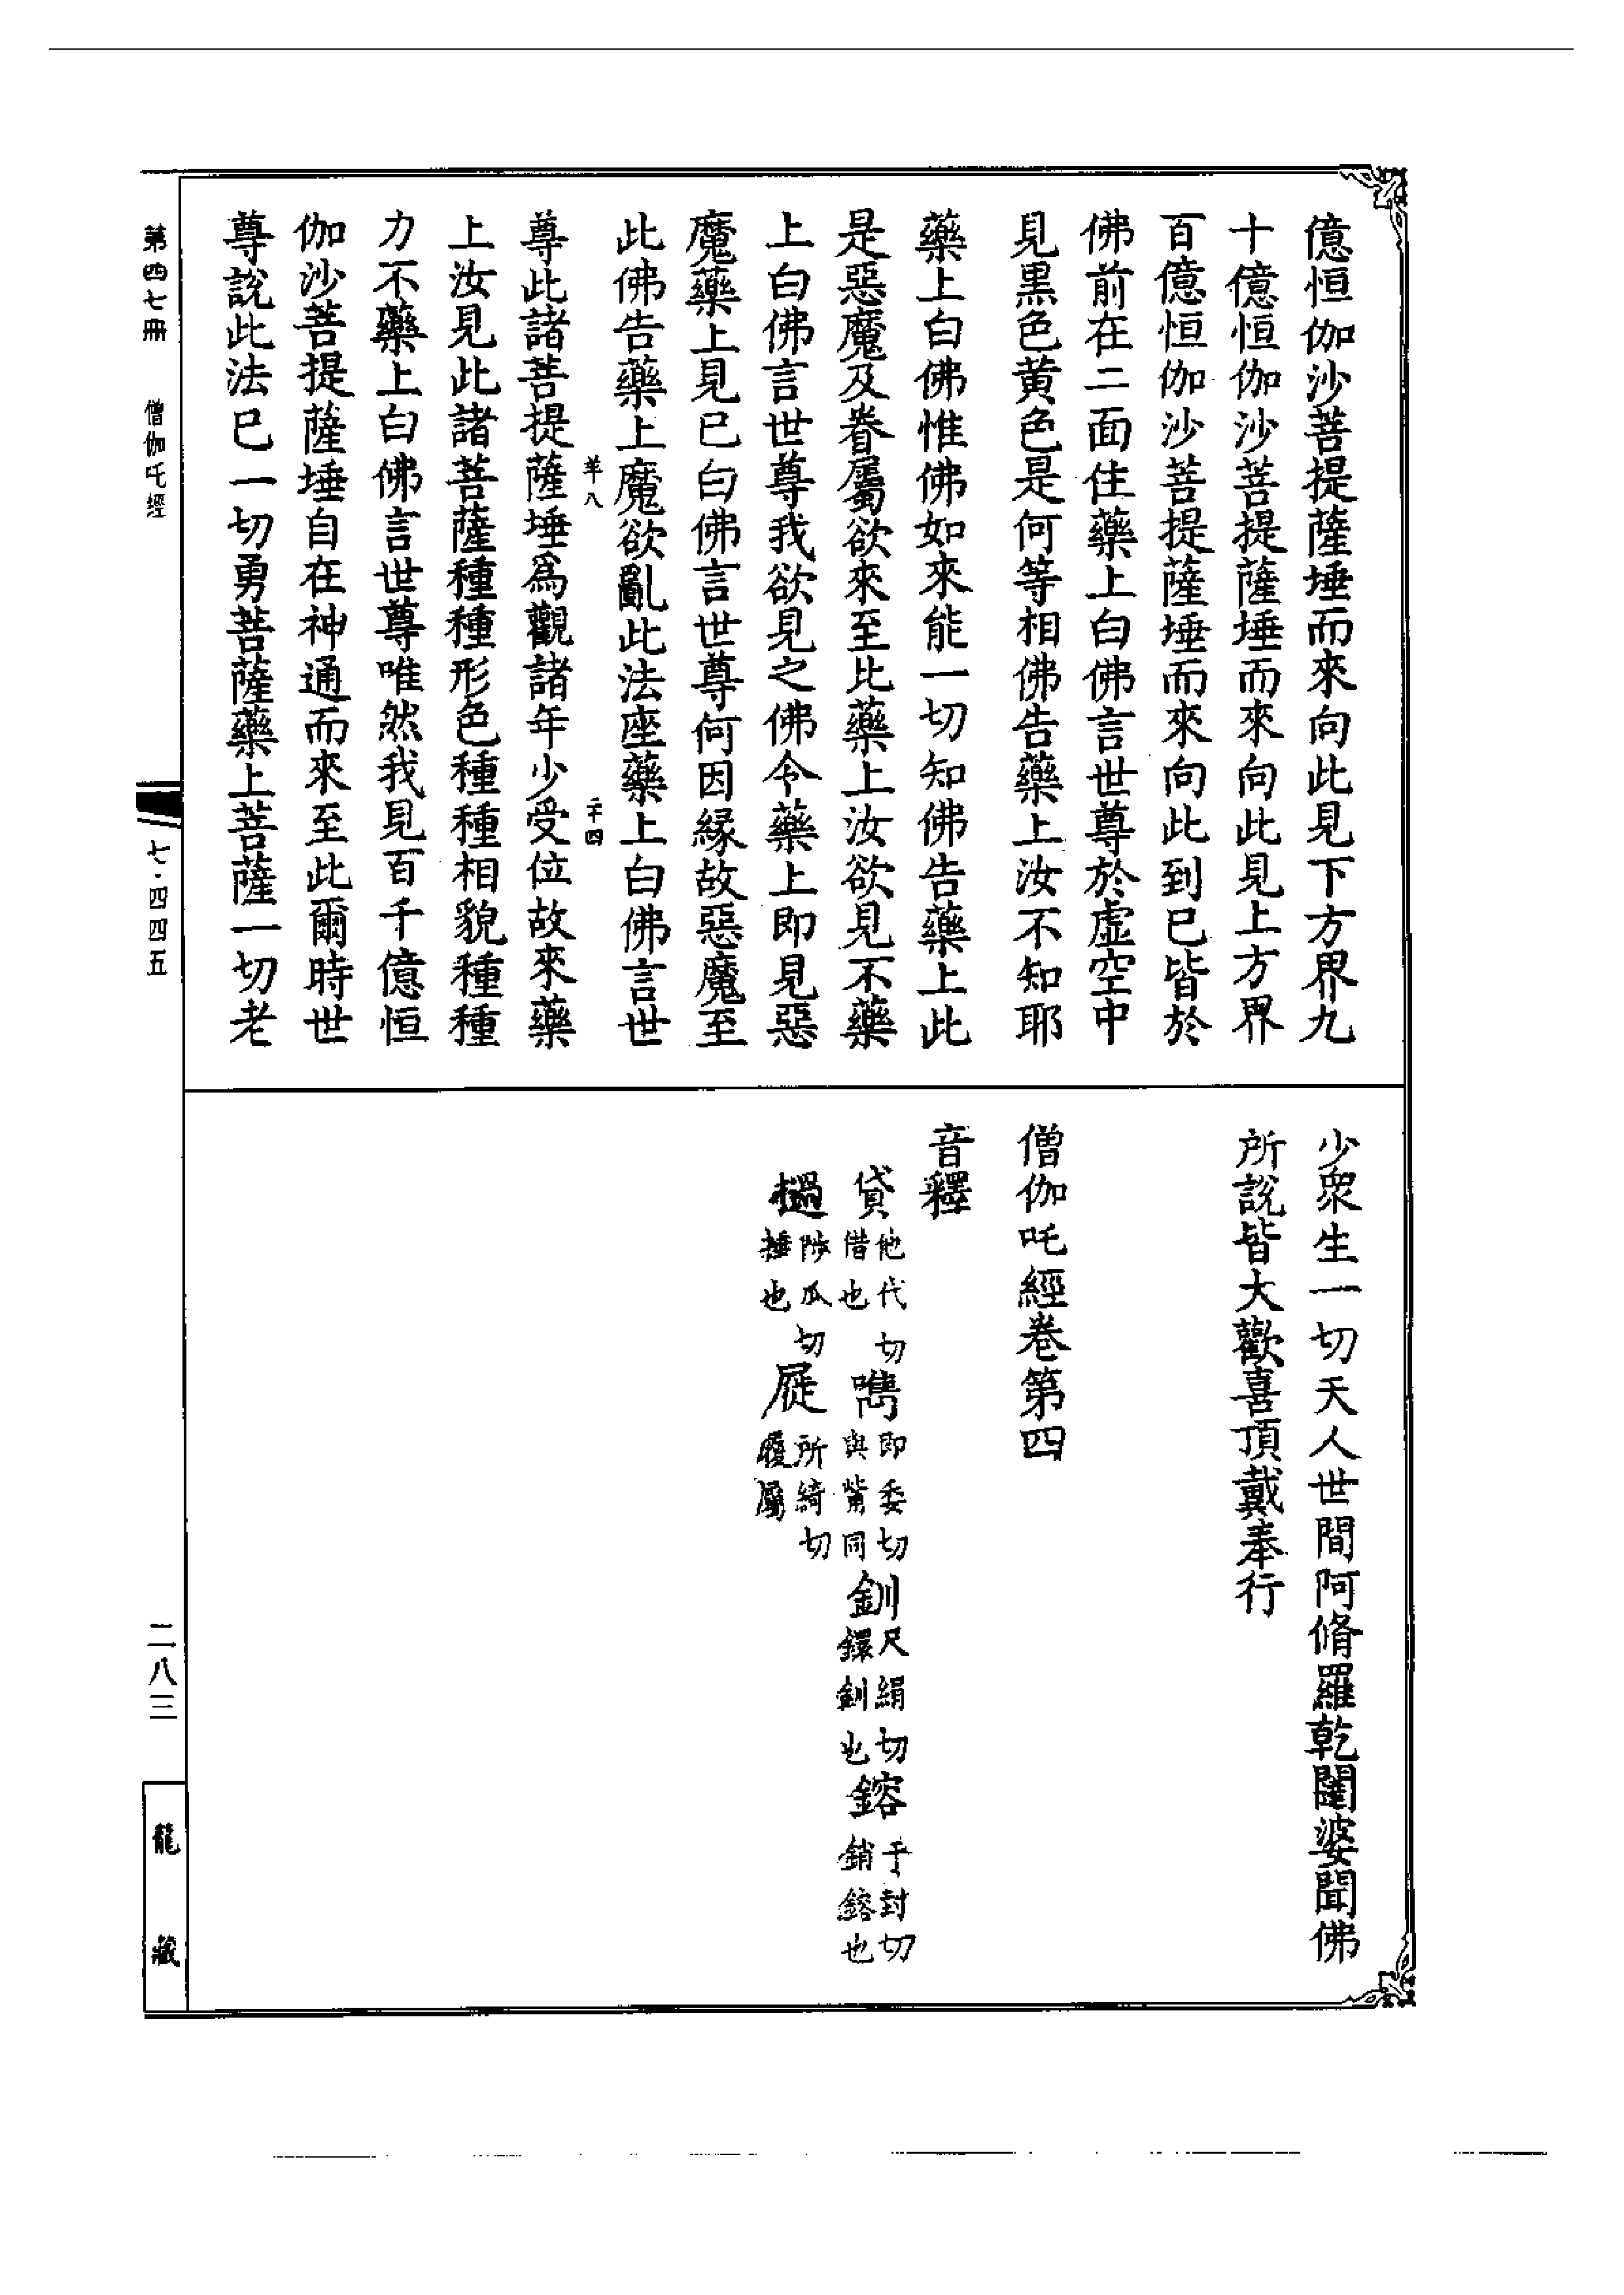 億恒伽沙菩提薩埵而來向此見下方界九
十億恒伽沙菩提薩埵而來向此見上方界
百億恒伽沙菩提薩埵而來向此到已皆於
佛前在二面住藥上白佛言世尊於虛空中
見黑色黄色是何等相佛告藥上汝不知耶
藥上白佛惟佛如來能一切知佛告藥上此
是惡魔及眷屬欲來至比藥上汝欲見不藥
上白佛言世尊我欲見之佛令藥上即見惡
魔藥上見已白佛言世尊何因緣故惡魔至
此佛告藥上魔欲亂此法座藥上白佛言世
羊八
二十四
尊此諸菩提薩埵爲觀諸年少受位故來藥
上汝見此諸菩薩種種形色種種相貌種種
力不藥上白佛言世尊唯然我見百千億恒
伽沙菩提薩埵自在神通而來至此爾時世
尊說此法已一切勇菩薩藥上菩薩一切老
少眾生一切天人世間阿脩羅乾闥婆聞佛
所說皆大歡喜頂戴奉行
僧伽吒經卷第四
音釋
貸他代切借也 嶲即委切與觜同 釧尺絹切鐶釧也 鎔于封切銷鎔也
檛陟瓜切捶也 屣所綺切履屬
第四七冊 僧伽吒經 七·四四五 二八三 龍藏